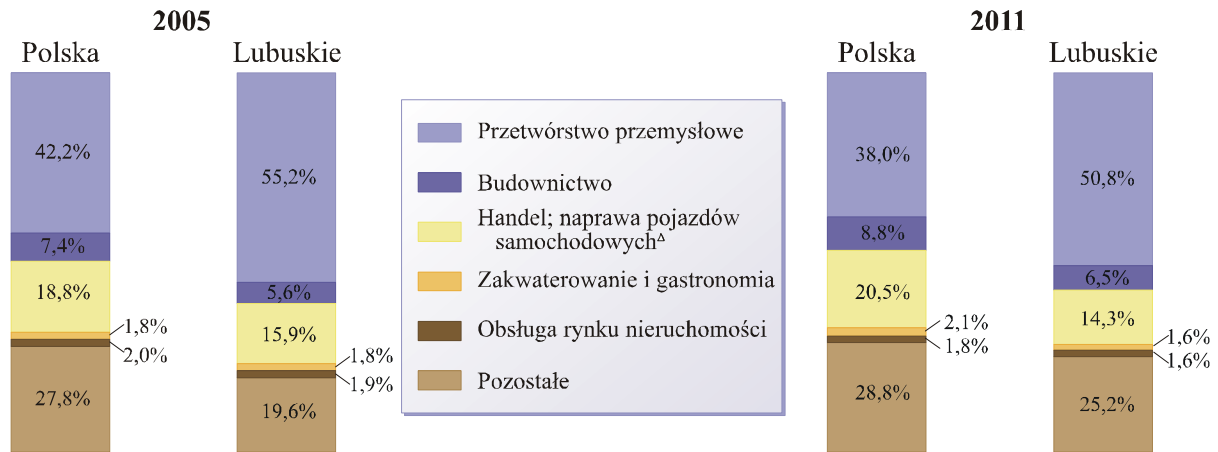 2005
Polska
Lubuskie
42,2%
7,4%
18,8%
1,8%
2,0%
27,8%
55,2%
5,6%
15,9%
1,8%
1,9%
19,6%
Przetwórstwo przemysłowe
Budownictwo
Handel; naprawa pojazdów
samochodowych∆
Zakwaterowanie i gastronomia
Obsługa rynku nieruchomości
Pozostałe
2011
Polska
Lubuskie
38,0%
8,8%
20,5%
2,1%
1,8%
28,8%
50,8%
6,5%
14,3%
1,6%
1,6%
25,2%